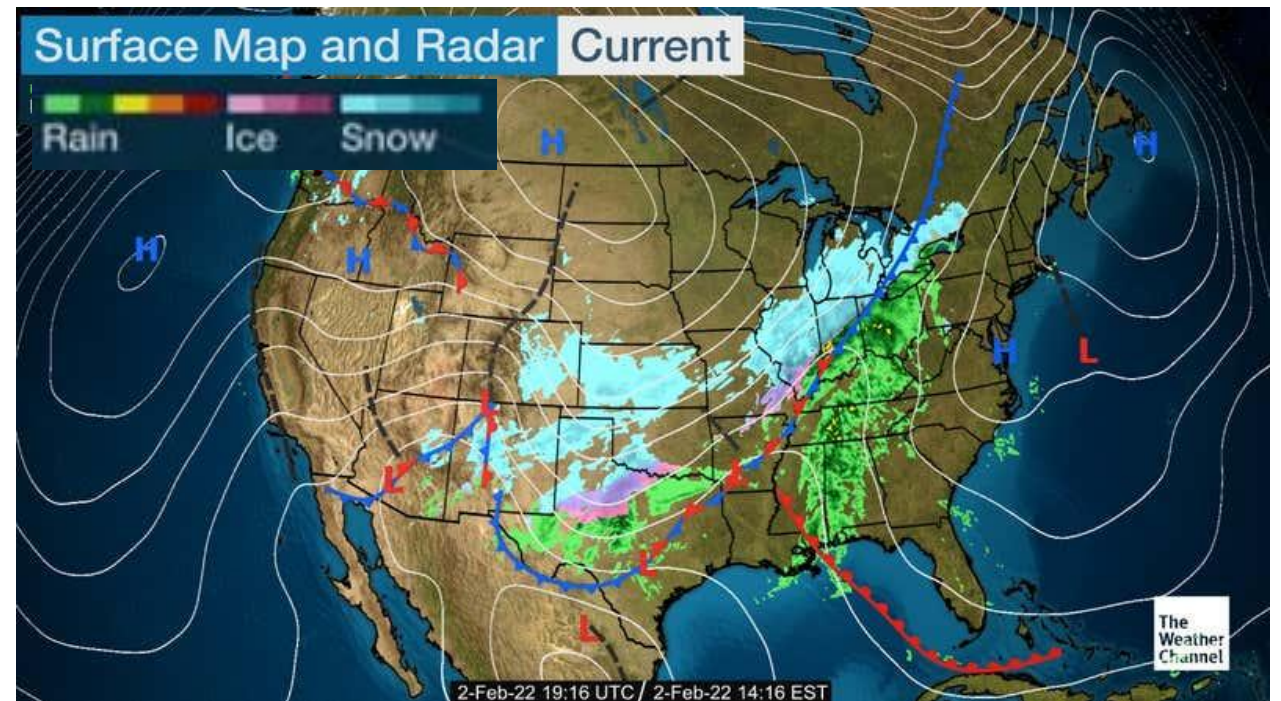 Surface Map and Radar Current
Rain Ice Snow
H
H
H
H
H
L
L
L
L
L
L
The
Weather
Channel
2-Feb-22 19:16 UTC / 2-Feb-22 14:16 EST